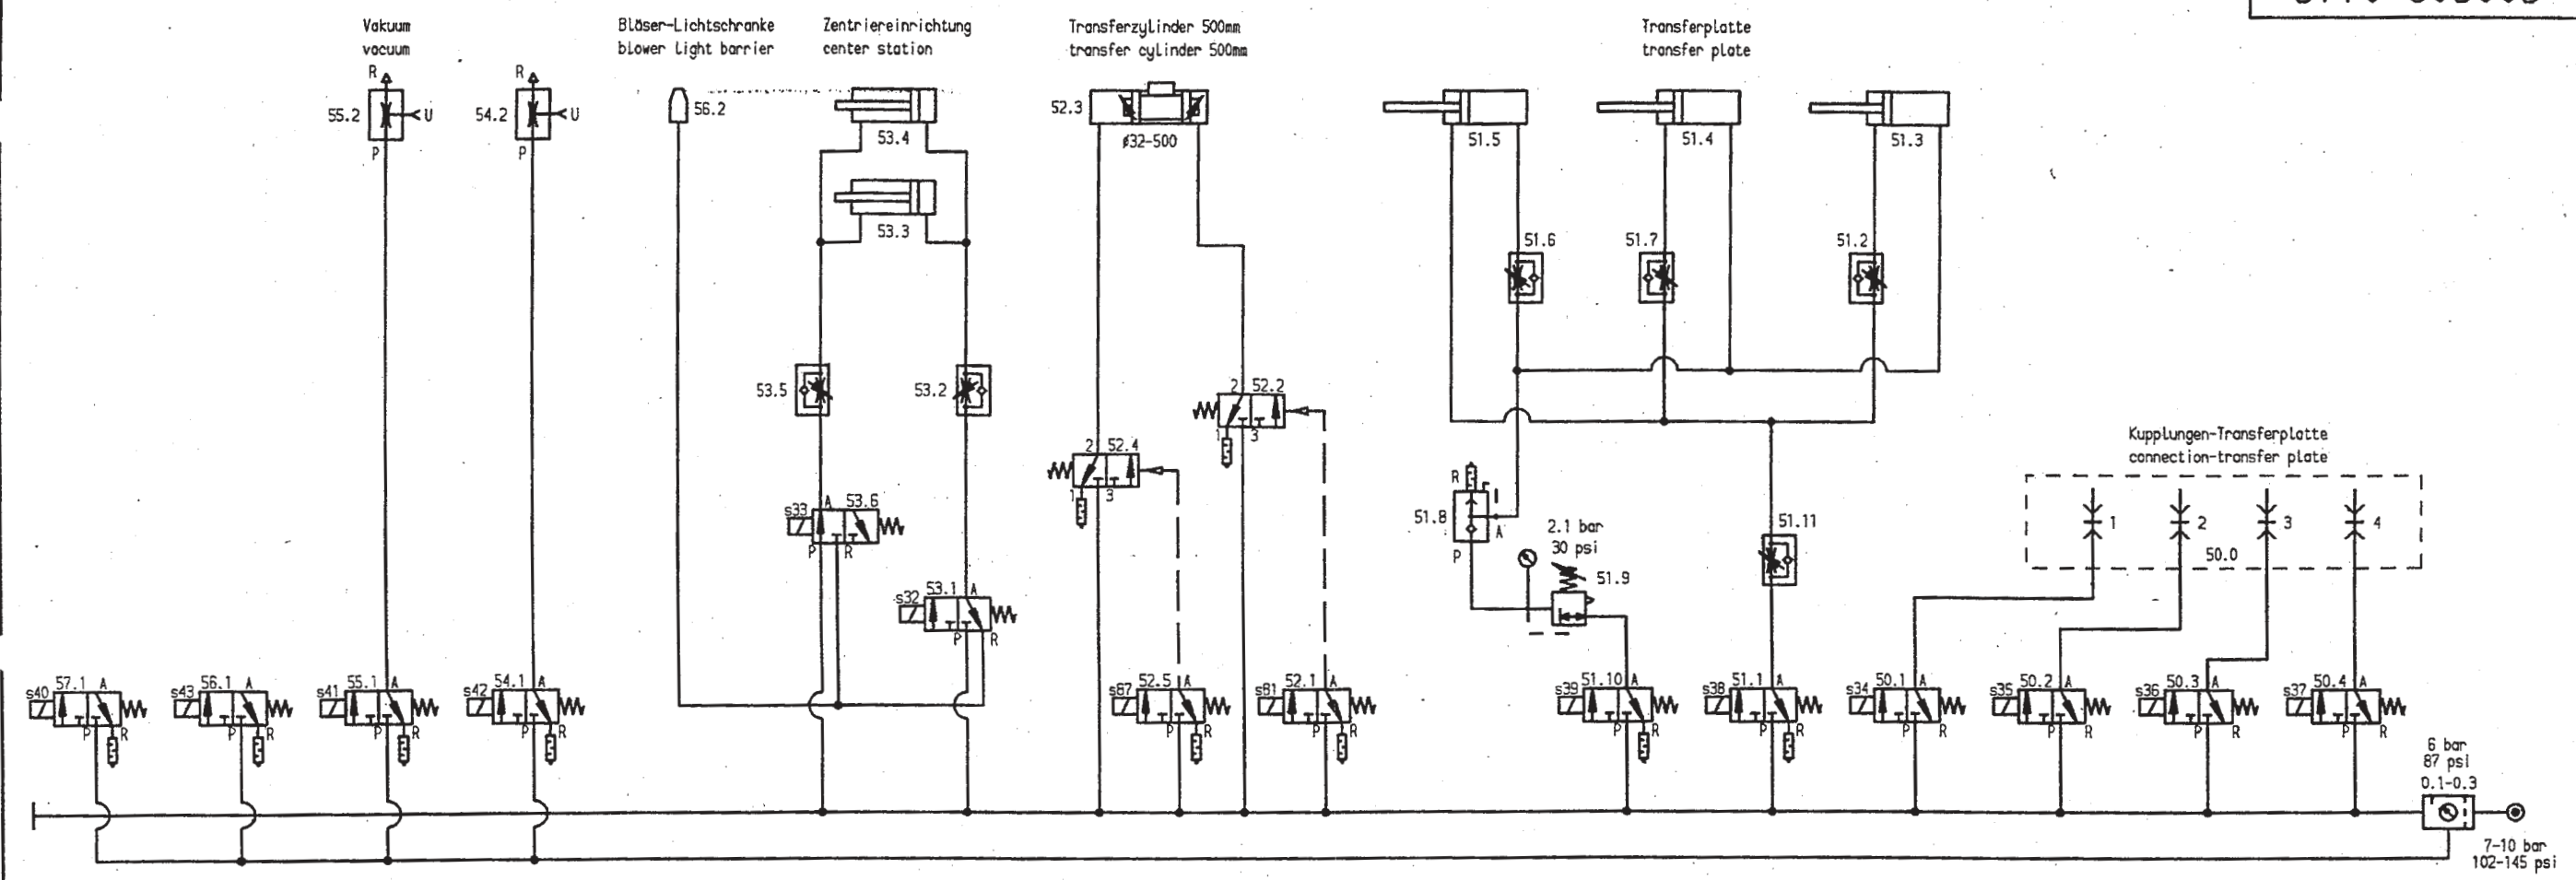 Vakuum
vacuum
Bläser-Lichtschranke
blower light barrier
Zentriereinrichtung
center station
Transferzylinder 500mm
transfer cylinder 500mm
Transferplatte
transfer plate
R
55.2
U
P
R
54.2
U
P
56.2
53.4
53.3
52.3
ø32-500
51.5
51.4
51.3
51.6
51.7
51.2
53.5
53.2
2 52.2
1 3
2 52.4
1 3
Kupplungen-Transferplatte
connection-transfer plate
1
2
3
4
50.0
R
51.8
A
P
2.1 bar
30 psi
51.9
51.11
s33
A
53.6
P R
s32
53.1 A
P R
s40
57.1 A
P R
s43
56.1 A
P R
s41
55.1 A
P R
s42
54.1 A
P R
s87
52.5 A
P R
s81
52.1 A
P R
s39
51.10 A
P R
s38
51.1 A
P R
s34
50.1 A
P R
s35
50.2 A
P R
s36
50.3 A
P R
s37
50.4 A
P R
6 bar
87 psi
0.1-0.3
7-10 bar
102-145 psi